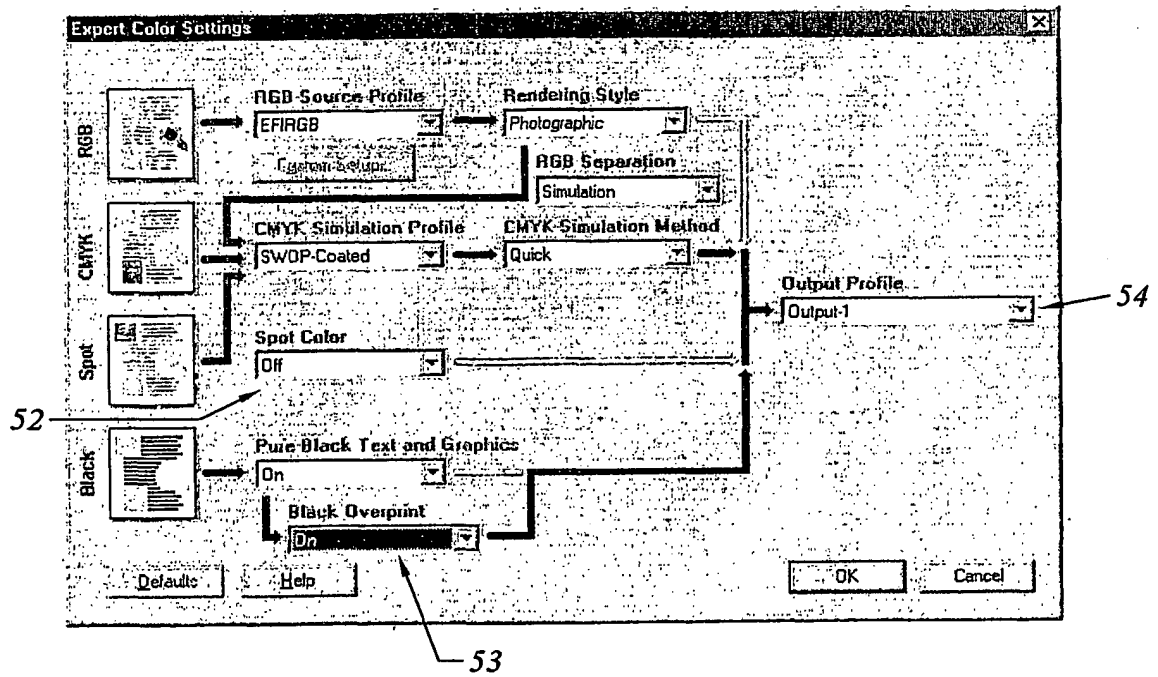 Expert Color Settings
RGB
RGB Source Profile
EFIRGB
Rendering Style
Photographic
Custom Setup...
RGB Separation
Simulation
CMYK
CMYK Simulation Profile
SWOP-Coated
CMYK Simulation Method
Quick
Output Profile
Output-1
54
Spot
Spot Color
Off
52
Black
Pure Black Text and Graphics
On
Black Overprint
On
Defaults
Help
OK
Cancel
53